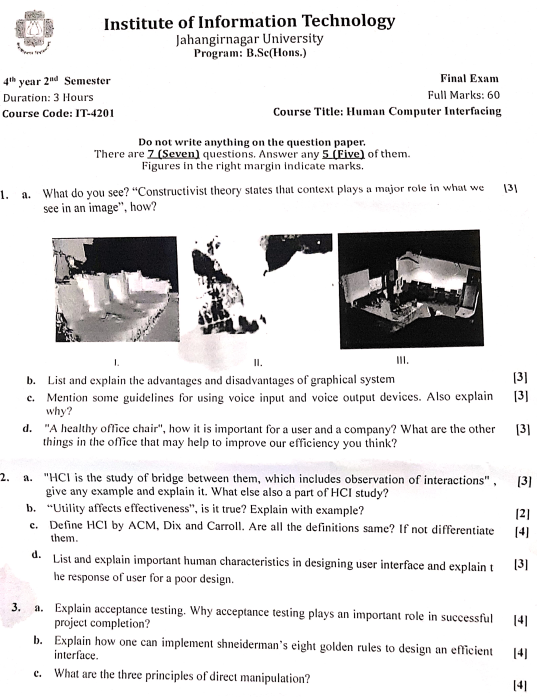 Institute of Information Technology
Jahangirnagar University
Program: B.Sc(Hons.)
4th year 2nd Semester Final Exam
Duration: 3 Hours Full Marks: 60
Course Code: IT-4201 Course Title: Human Computer Interfacing
Do not write anything on the question paper.
There are 7 (Seven) questions. Answer any 5 (Five) of them.
Figures in the right margin indicate marks.
1. a. What do you see? “Constructivist theory states that context plays a major role in what we [3]
see in an image”, how?
I. II. III.
b. List and explain the advantages and disadvantages of graphical system [3]
c. Mention some guidelines for using voice input and voice output devices. Also explain [3]
why?
d. "A healthy office chair", how it is important for a user and a company? What are the other [3]
things in the office that may help to improve our efficiency you think?
2. a. "HCI is the study of bridge between them, which includes observation of interactions" , [3]
give any example and explain it. What else also a part of HCI study?
b. “Utility affects effectiveness”, is it true? Explain with example? [2]
c. Define HCI by ACM, Dix and Carroll. Are all the definitions same? If not differentiate [4]
them.
d. List and explain important human characteristics in designing user interface and explain t [3]
he response of user for a poor design.
3. a. Explain acceptance testing. Why acceptance testing plays an important role in successful [4]
project completion?
b. Explain how one can implement shneiderman's eight golden rules to design an efficient [4]
interface.
c. What are the three principles of direct manipulation? [4]